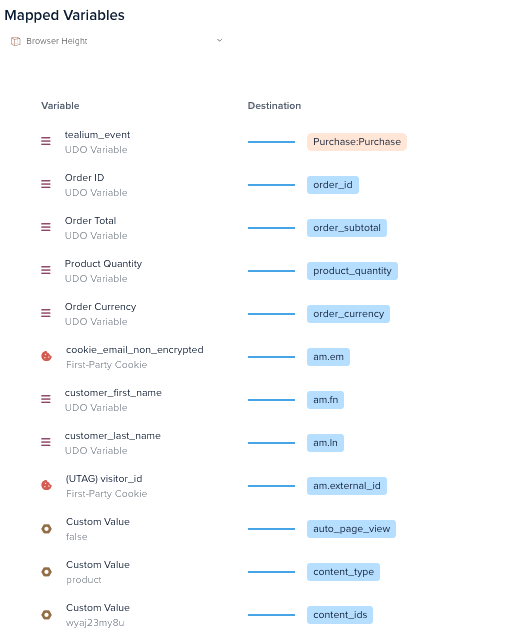 Mapped Variables
Browser Height
Variable Destination
tealium_event
UDO Variable
Purchase:Purchase
Order ID
UDO Variable
order_id
Order Total
UDO Variable
order_subtotal
Product Quantity
UDO Variable
product_quantity
Order Currency
UDO Variable
order_currency
cookie_email_non_encrypted
First-Party Cookie
am.em
customer_first_name
UDO Variable
am.fn
customer_last_name
UDO Variable
am.ln
(UTAG) visitor_id
First-Party Cookie
am.external_id
Custom Value
false
auto_page_view
Custom Value
product
content_type
Custom Value
wyaj23my8u
content_ids